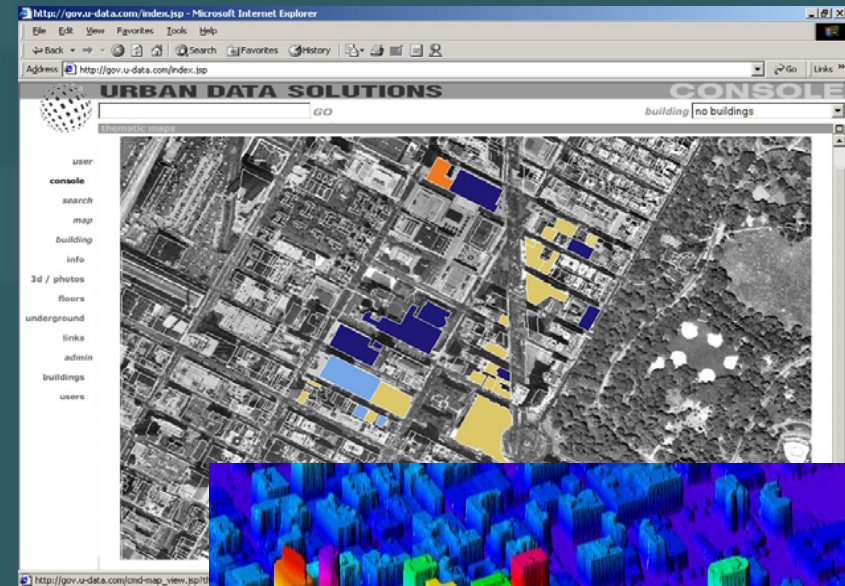 http://gov.u-data.com/index.jsp - Microsoft Internet Explorer
File Edit View Favorites Tools Help
Back Search Favorites History
Address http://gov.u-data.com/index.jsp Go Links »
URBAN DATA SOLUTIONS CONSOLE
GO building no buildings
thematic maps
user
console
search
map
building
info
3d / photos
floors
underground
links
admin
buildings
users
http://gov.u-data.com/cmd-map_view.jsp?t